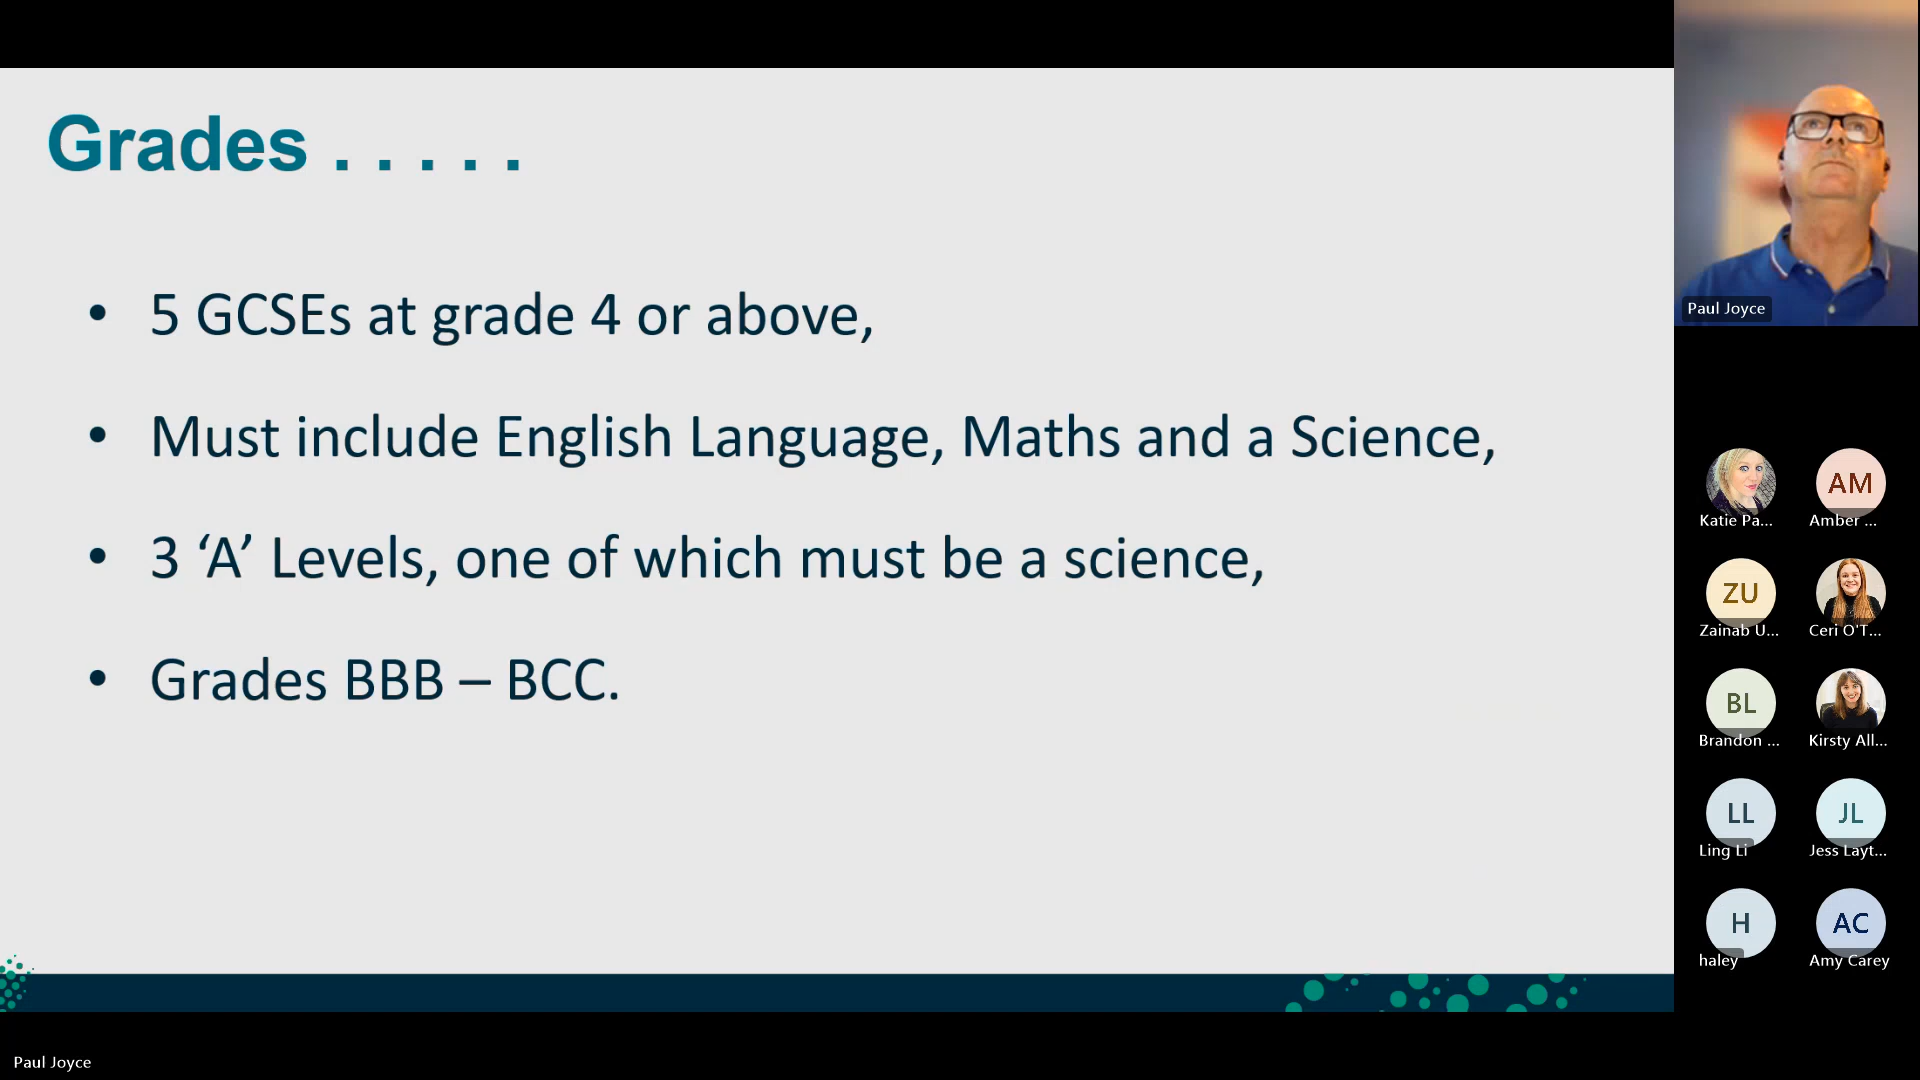 Grades . . . . .
• 5 GCSEs at grade 4 or above,
• Must include English Language, Maths and a Science,
• 3 ‘A’ Levels, one of which must be a science,
• Grades BBB – BCC.
Paul Joyce
Katie Pa...
AM
Amber ...
ZU
Zainab U...
Ceri O'T...
BL
Brandon ...
Kirsty All...
LL
Ling Li
JL
Jess Layt...
H
haley
AC
Amy Carey
Paul Joyce